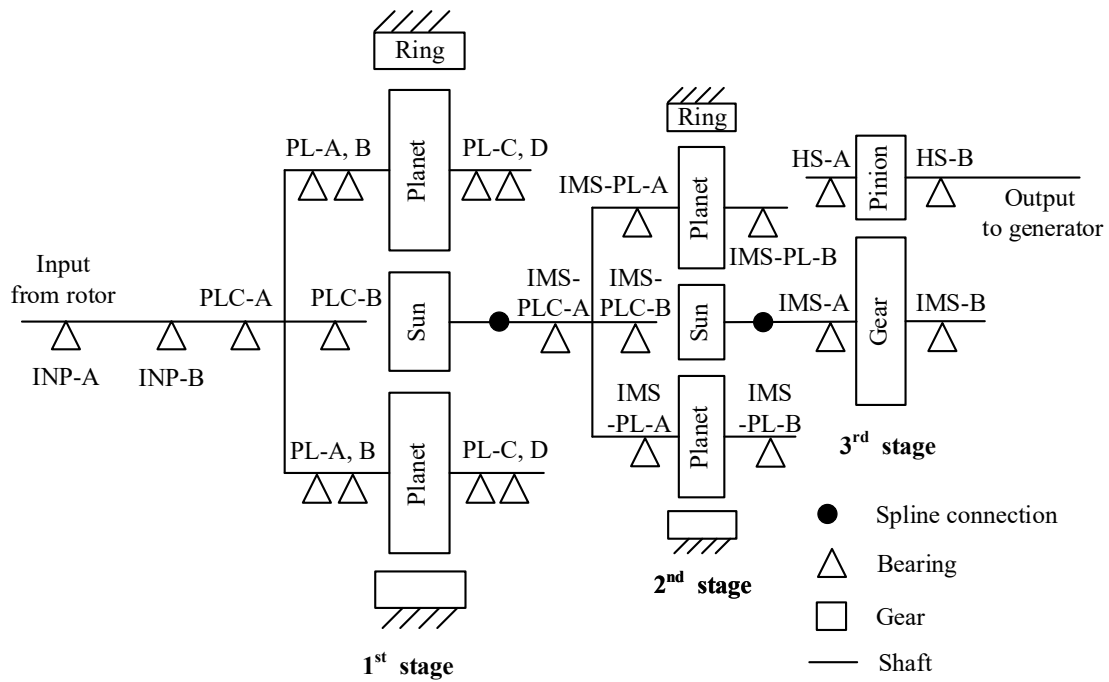 Ring
Ring
PL-A, B
Planet
PL-C, D
IMS-PL-A
Planet
IMS-PL-B
HS-A
Pinion
HS-B
Output
to generator
Input
from rotor
PLC-A
PLC-B
Sun
IMS-
PLC-A
IMS-
PLC-B
Sun
IMS-A
Gear
IMS-B
INP-A
INP-B
PL-A, B
Planet
PL-C, D
IMS
-PL-A
Planet
IMS
-PL-B
3rd stage
2nd stage
1st stage
Spline connection
Bearing
Gear
Shaft